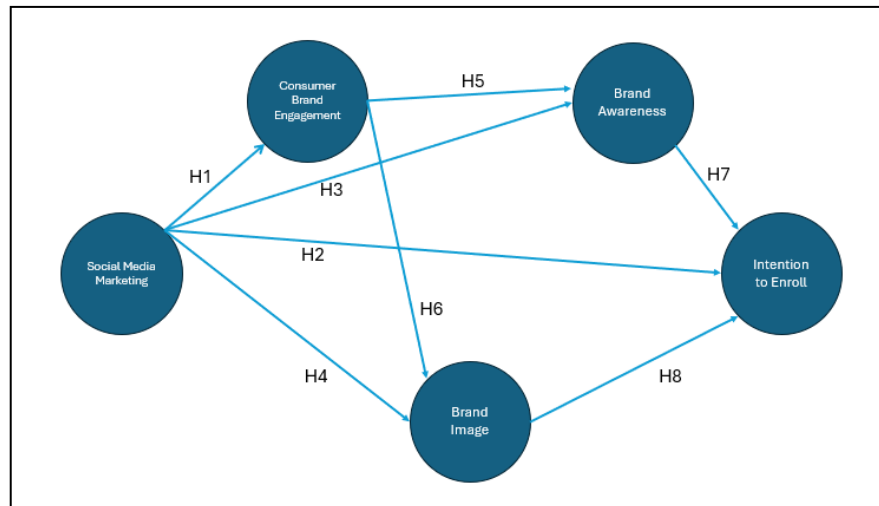 Consumer
Brand
Engagement
H5
Brand
Awareness
H1
H3
H7
Social Media
Marketing
H2
Intention
to Enroll
H6
H4
H8
Brand
Image